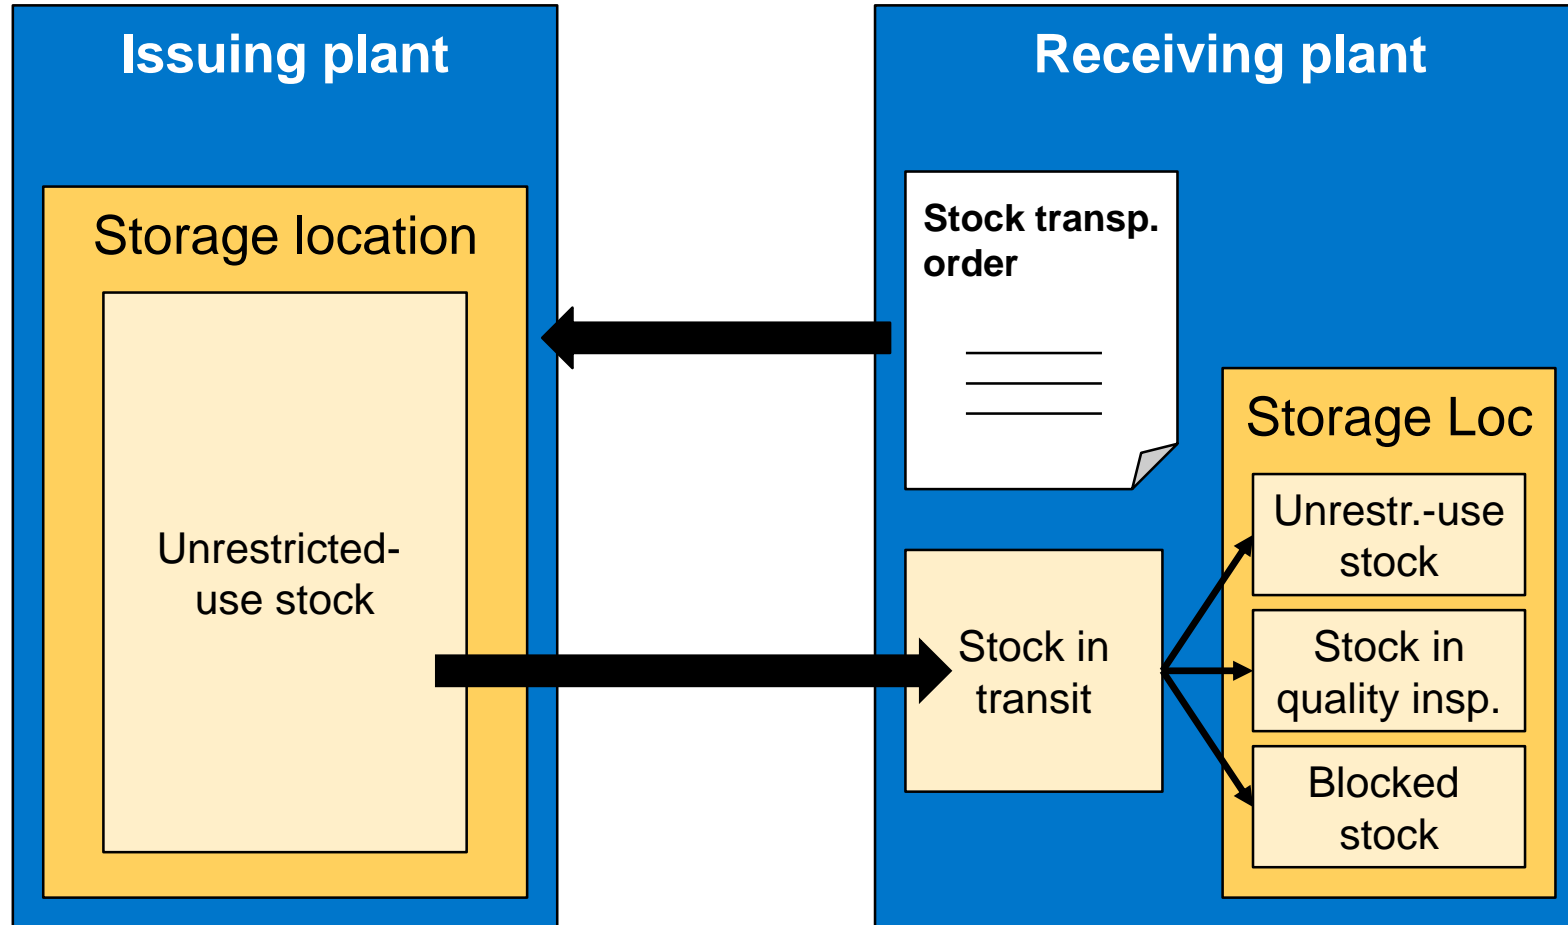 Issuing plant
Storage location
Unrestricted-
use stock
Receiving plant
Stock transp.
order
Storage Loc
Unrestr.-use
stock
Stock in
transit
Stock in
quality insp.
Blocked
stock